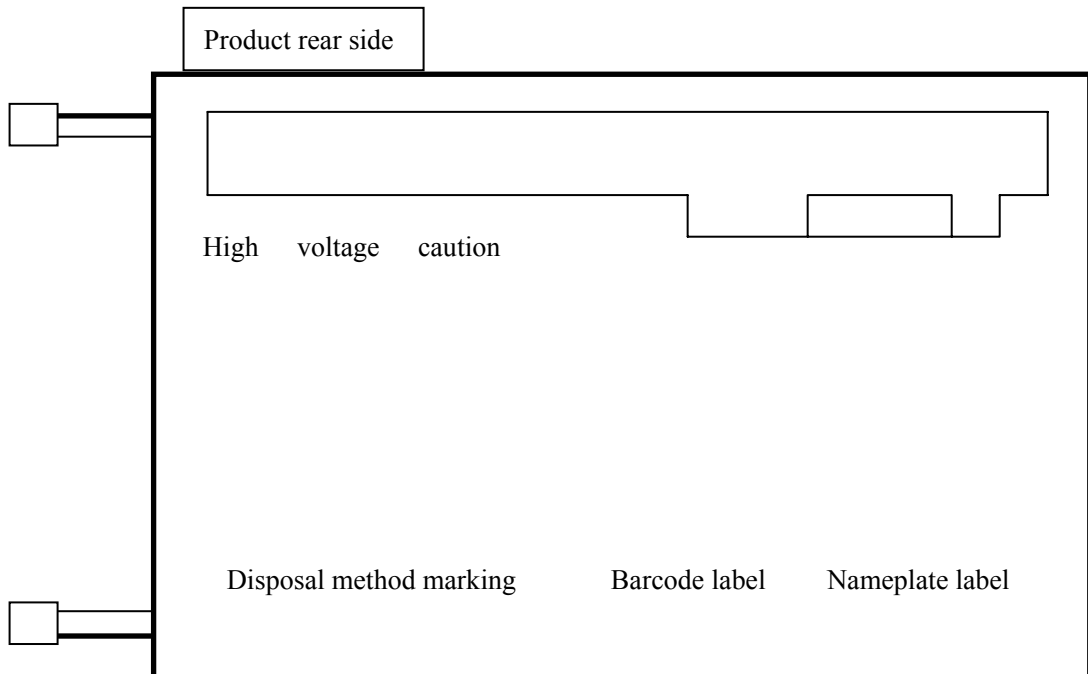 Product rear side
High voltage caution
Disposal method marking Barcode label Nameplate label